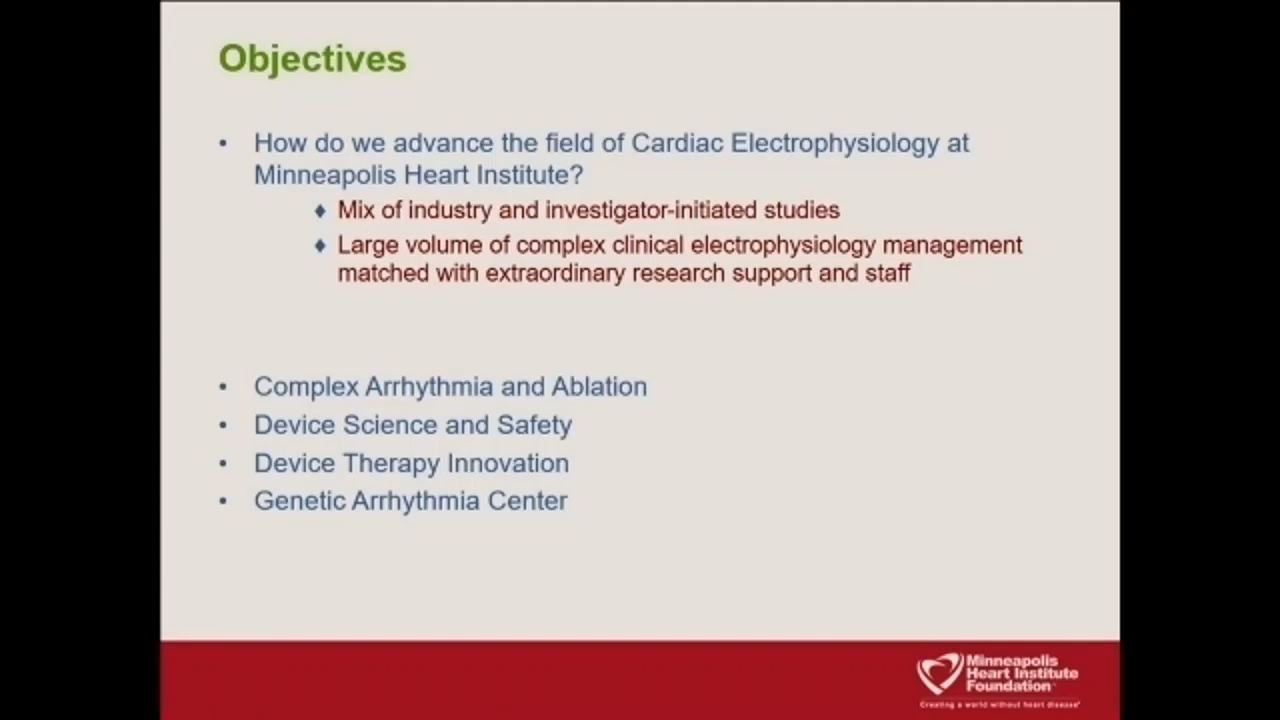 Objectives
• How do we advance the field of Cardiac Electrophysiology at
Minneapolis Heart Institute?
♦ Mix of industry and investigator-initiated studies
♦ Large volume of complex clinical electrophysiology management
matched with extraordinary research support and staff
• Complex Arrhythmia and Ablation
• Device Science and Safety
• Device Therapy Innovation
• Genetic Arrhythmia Center
Minneapolis
Heart Institute
Foundation
Creating a world without heart disease